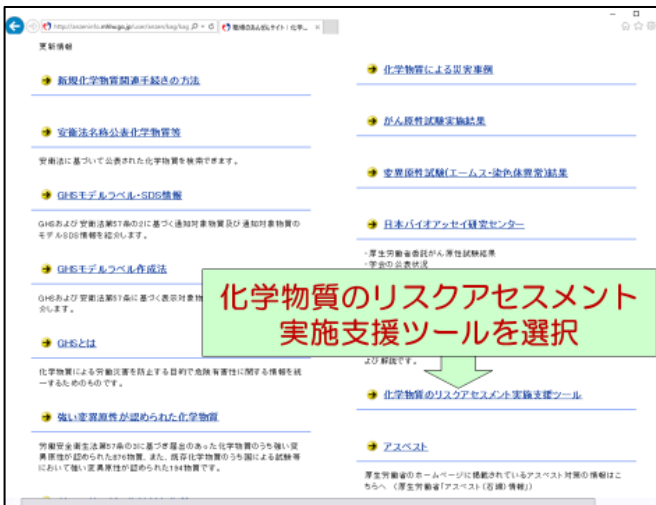 http://anzeninfo.mhlw.go.jp/user/anzen/kag/kag
職場のあんぜんサイト：化学...
更新情報
新規化学物質関連手続きの方法
安衛法名称公表化学物質等
安衛法に基づいて公表された化学物質を検索できます。
GHSモデルラベル・SDS情報
GHSおよび安衛法第57条の2に基づく通知対象物質及び通知対象物質の
モデルSDS情報を紹介します。
GHSモデルラベル作成法
GHSおよび安衛法第57条に基づく表示対象物
介します。
GHSとは
化学物質による労働災害を防止する目的で危険有害性に関する情報を統
一するためのものです。
強い変異原性が認められた化学物質
労働安全衛生法第57条の3に基づき届出のあった化学物質のうち強い変
異原性が認められた876物質、また、既存化学物質のうち国による試験等
において強い変異原性が認められた194物質です。
化学物質による災害事例
がん原性試験実施結果
変異原性試験(エームス・染色体異常)結果
日本バイオアッセイ研究センター
・厚生労働省委託がん原性試験結果
・学会の公表状況
化学物質のリスクアセスメント
実施支援ツールを選択
よび解説です。
化学物質のリスクアセスメント実施支援ツール
アスベスト
厚生労働省のホームページに掲載されているアスベスト対策の情報はこ
ちらへ （厚生労働省「アスベスト（石綿）情報」）